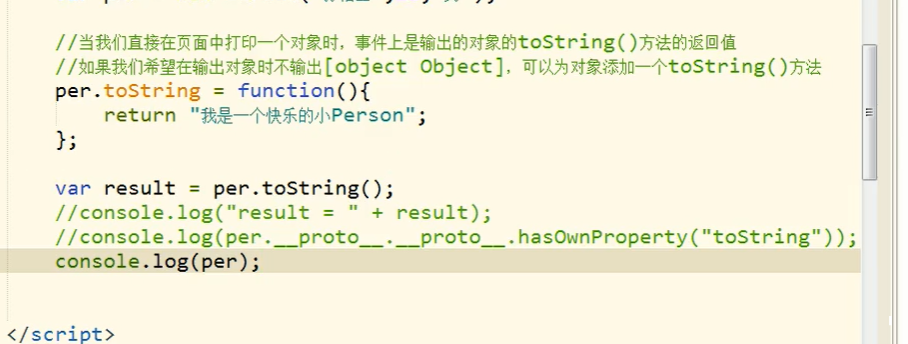 //当我们直接在页面中打印一个对象时，事件上是输出的对象的toString()方法的返回值
//如果我们希望在输出对象时不输出[object Object]，可以为对象添加一个toString()方法
per.toString = function(){
return "我是一个快乐的小Person";
};
var result = per.toString();
//console.log("result = " + result);
//console.log(per.__proto__.__proto__.hasOwnProperty("toString"));
console.log(per);
</script>